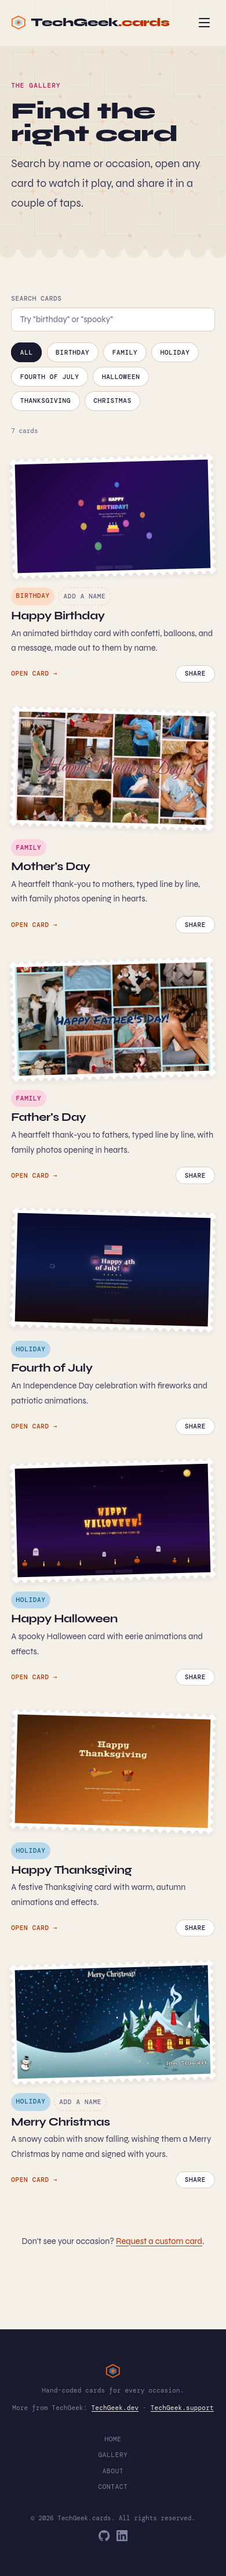 TechGeek.cards
THE GALLERY
Find the
right card
Search by name or occasion, open any
card to watch it play, and share it in a
couple of taps.
SEARCH CARDS
Try "birthday" or "spooky"
ALL
BIRTHDAY
FAMILY
HOLIDAY
FOURTH OF JULY
HALLOWEEN
THANKSGIVING
CHRISTMAS
7 cards
HAPPY
BIRTHDAY!
BIRTHDAY
ADD A NAME
Happy Birthday
An animated birthday card with confetti, balloons, and
a message, made out to them by name.
OPEN CARD →
SHARE
Happy Mother's Day!
FAMILY
Mother's Day
A heartfelt thank-you to mothers, typed line by line,
with family photos opening in hearts.
OPEN CARD →
SHARE
HAPPY FATHER'S DAY!
FAMILY
Father's Day
A heartfelt thank-you to fathers, typed line by line, with
family photos opening in hearts.
OPEN CARD →
SHARE
Happy 4th
of July!
HOLIDAY
Fourth of July
An Independence Day celebration with fireworks and
patriotic animations.
OPEN CARD →
SHARE
HAPPY
HALLOWEEN!
HOLIDAY
Happy Halloween
A spooky Halloween card with eerie animations and
effects.
OPEN CARD →
SHARE
Happy
Thanksgiving
HOLIDAY
Happy Thanksgiving
A festive Thanksgiving card with warm, autumn
animations and effects.
OPEN CARD →
SHARE
Merry Christmas!
HOLIDAY
ADD A NAME
Merry Christmas
A snowy cabin with snow falling, wishing them a Merry
Christmas by name and signed with yours.
OPEN CARD →
SHARE
Don't see your occasion? Request a custom card.
Hand-coded cards for every occasion.
More from TechGeek: TechGeek.dev · TechGeek.support
HOME
GALLERY
ABOUT
CONTACT
© 2026 TechGeek.cards. All rights reserved.